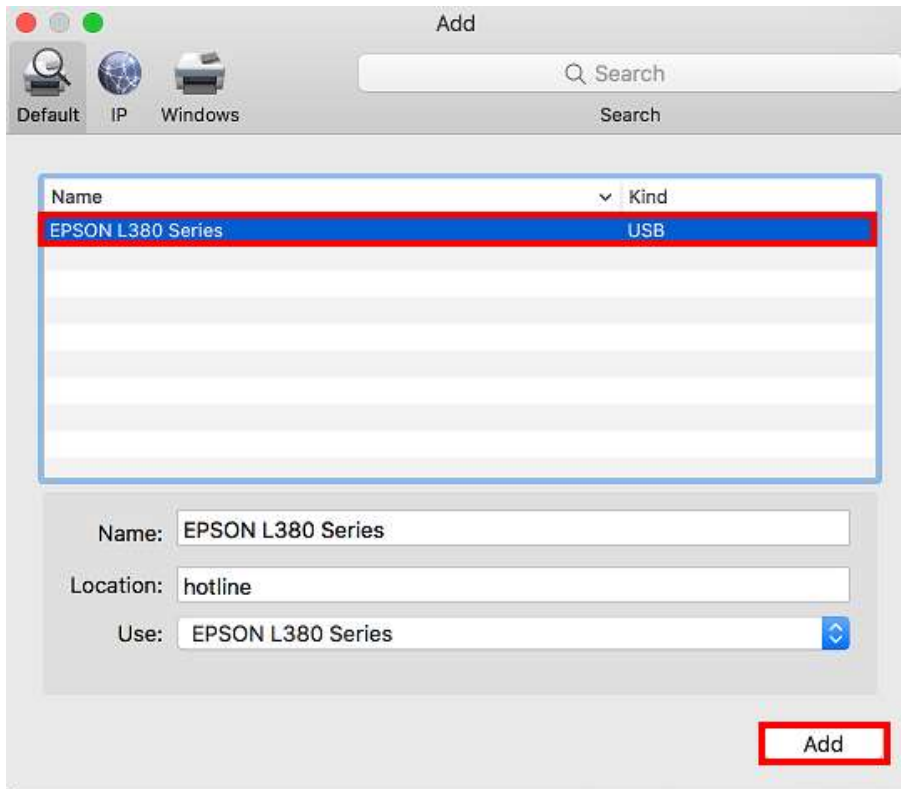 Add
Search
Default IP Windows Search
Name Kind
EPSON L380 Series USB
Name: EPSON L380 Series
Location: hotline
Use: EPSON L380 Series
Add